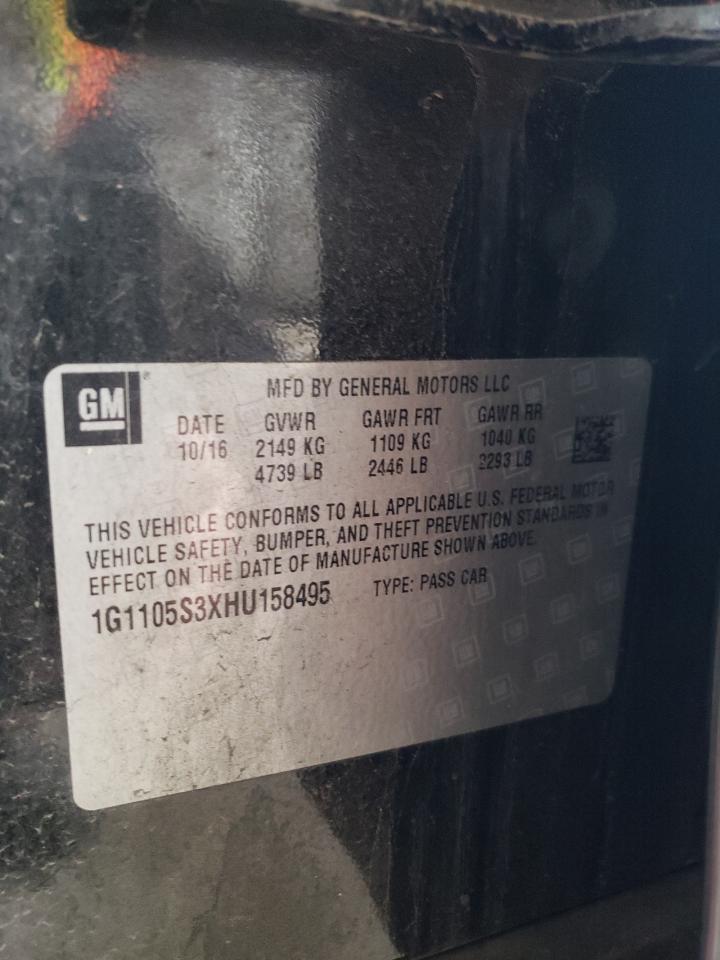 GM
MFD BY GENERAL MOTORS LLC
DATE GVWR GAWR FRT GAWR RR
10/16 2149 KG 1109 KG 1040 KG
4739 LB 2446 LB 2293 LB
THIS VEHICLE CONFORMS TO ALL APPLICABLE U.S. FEDERAL MOTOR
VEHICLE SAFETY, BUMPER, AND THEFT PREVENTION STANDARDS IN
EFFECT ON THE DATE OF MANUFACTURE SHOWN ABOVE.
1G1105S3XHU158495 TYPE: PASS CAR